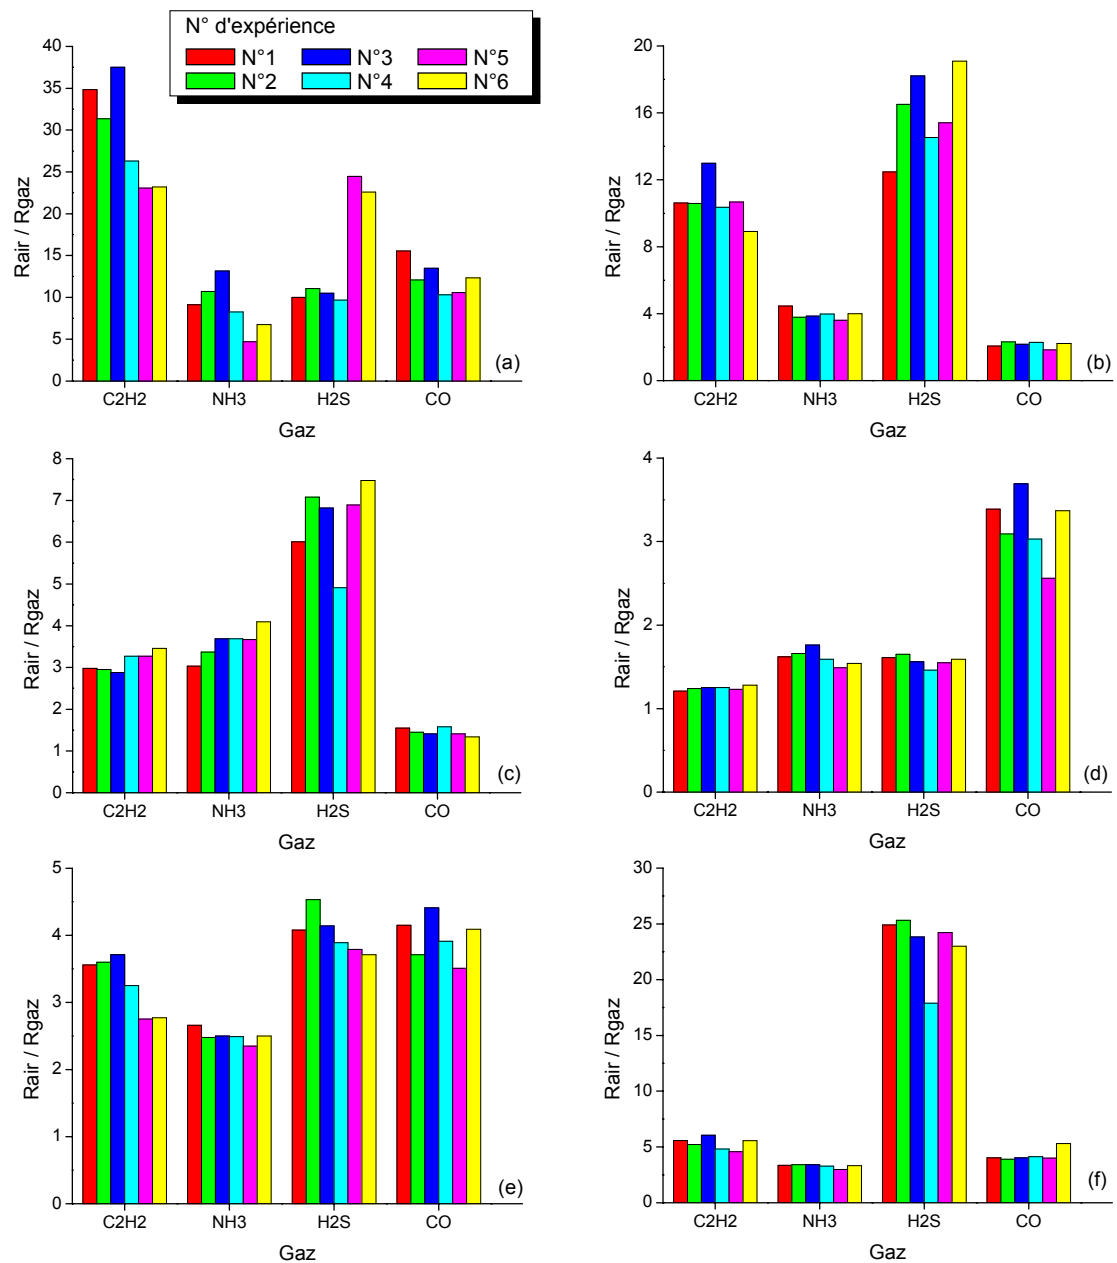 N° d'expérience
N°1 N°3 N°5
N°2 N°4 N°6
Rair / Rgaz
40
35
30
25
20
15
10
5
0
C2H2 NH3 H2S CO
Gaz
(a)
Rair / Rgaz
20
16
12
8
4
0
C2H2 NH3 H2S CO
Gaz
(b)
Rair / Rgaz
8
7
6
5
4
3
2
1
0
C2H2 NH3 H2S CO
Gaz
(c)
Rair / Rgaz
4
3
2
1
0
C2H2 NH3 H2S CO
Gaz
(d)
Rair / Rgaz
5
4
3
2
1
0
C2H2 NH3 H2S CO
Gaz
(e)
Rair / Rgaz
30
25
20
15
10
5
0
C2H2 NH3 H2S CO
Gaz
(f)